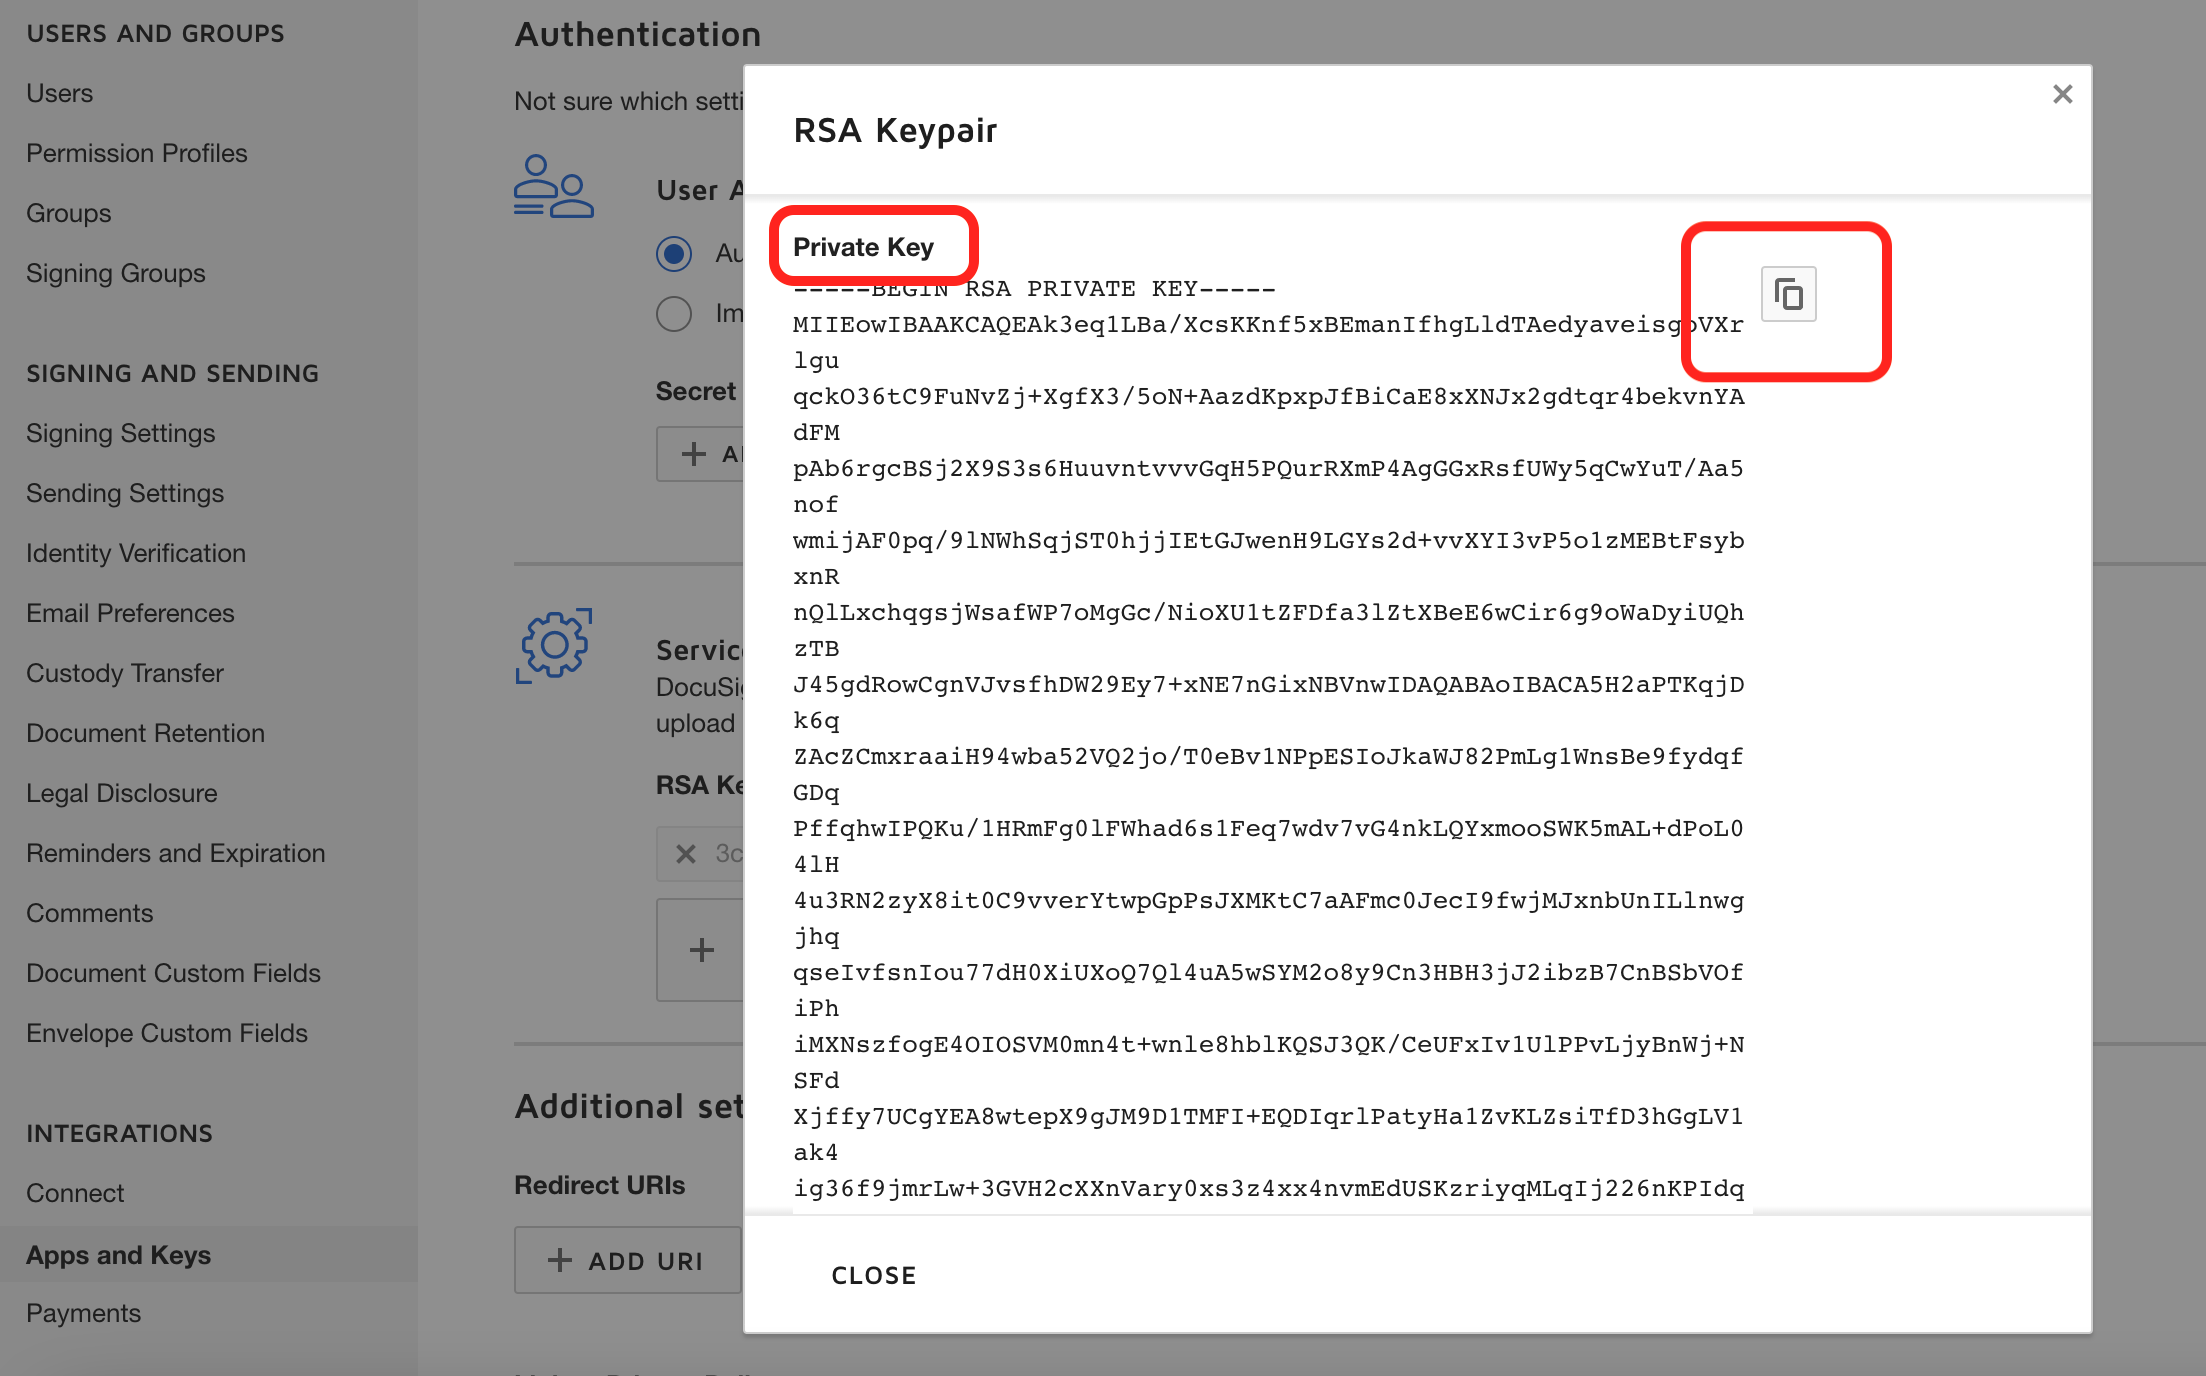 USERS AND GROUPS
Users
Permission Profiles
Groups
Signing Groups
SIGNING AND SENDING
Signing Settings
Sending Settings
Identity Verification
Email Preferences
Custody Transfer
Document Retention
Legal Disclosure
Reminders and Expiration
Comments
Document Custom Fields
Envelope Custom Fields
INTEGRATIONS
Connect
Apps and Keys
Payments
Authentication
Not sure which setti
User A
Au
Im
Secret
Servic
DocuSi
upload
RSA Ke
3c
Additional set
Redirect URIs
ADD URI
RSA Keypair
Private Key
-----BEGIN RSA PRIVATE KEY-----
MIIEowIBAAKCAQEAk3eq1LBa/XcsKKnf5xBEmanIfhgLldTAedyaveisgpVXr
lgu
qckO36tC9FuNvZj+XgfX3/5oN+AazdKpxpJfBiCaE8xXNJx2gdtqr4bekvnYA
dFM
pAb6rgcBSj2X9S3s6HuuvntvvvGqH5PQurRXmP4AgGGxRsfUWy5qCwYuT/Aa5
nof
wmijAF0pq/9lNWhSqjST0hjjIEtGJwenH9LGYs2d+vvXYI3vP5o1zMEBtFsyb
xnR
nQlLxchqgsjWsafWP7oMgGc/NioXU1tZFDfa3lZtXBeE6wCir6g9oWaDyiUQh
zTB
J45gdRowCgnVJvsfhDW29Ey7+xNE7nGixNBVnwIDAQABAoIBACA5H2aPTKqjD
k6q
ZAcZCmxraaiH94wba52VQ2jo/T0eBv1NPpESIoJkaWJ82PmLg1WnsBe9fydqf
GDq
PffqhwIPQKu/1HRmFg0lFWhad6s1Feq7wdv7vG4nkLQYxmooSWK5mAL+dPoL0
4lH
4u3RN2zyX8it0C9vverYtwpGpPsJXMKtC7aAFmc0JecI9fwjMJxnbUnILlnwg
jhq
qseIvfsnIou77dH0XiUXoQ7Ql4uA5wSYM2o8y9Cn3HBH3jJ2ibzB7CnBSbVOf
iPh
iMXNszfogE4OIOSVM0mn4t+wnle8hblKQSJ3QK/CeUFxIv1UlPPvLjyBnWj+N
SFd
Xjffy7UCgYEA8wtepX9gJM9D1TMFI+EQDIqrlPatyHa1ZvKLZsiTfD3hGgLV1
ak4
ig36f9jmrLw+3GVH2cXXnVary0xs3z4xx4nvmEdUSKzriyqMLqIj226nKPIdq
CLOSE